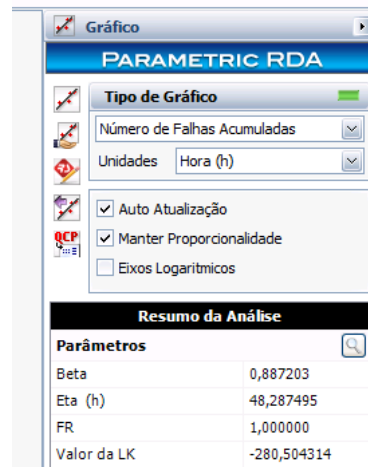 Gráfico
PARAMETRIC RDA
Tipo de Gráfico
Número de Falhas Acumuladas
Unidades Hora (h)
Auto Atualização
Manter Proporcionalidade
Eixos Logaritmicos
QCP
Resumo da Análise
Parâmetros
Beta 0,887203
Eta (h) 48,287495
FR 1,000000
Valor da LK -280,504314